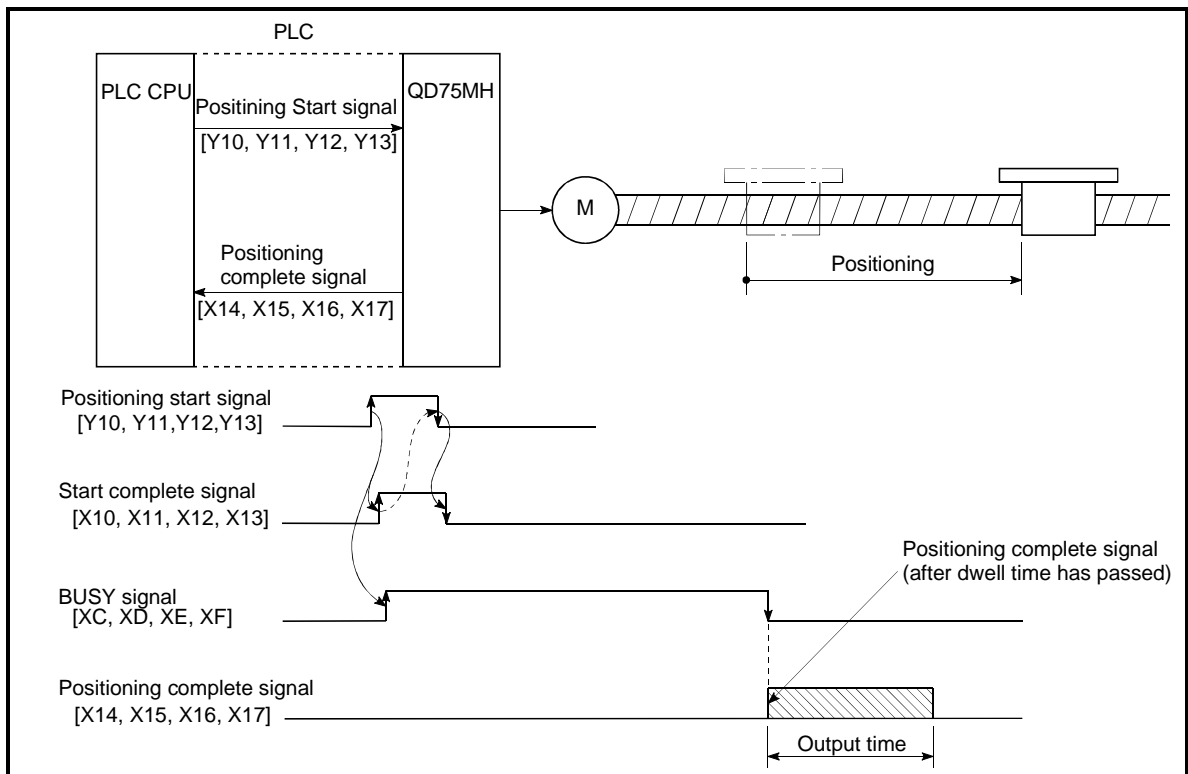 PLC
PLC CPU
QD75MH
Positining Start signal
[Y10, Y11, Y12, Y13]
Positioning
complete signal
[X14, X15, X16, X17]
M
Positioning
Positioning start signal
[Y10, Y11,Y12,Y13]
Start complete signal
[X10, X11, X12, X13]
BUSY signal
[XC, XD, XE, XF]
Positioning complete signal
(after dwell time has passed)
Positioning complete signal
[X14, X15, X16, X17]
Output time